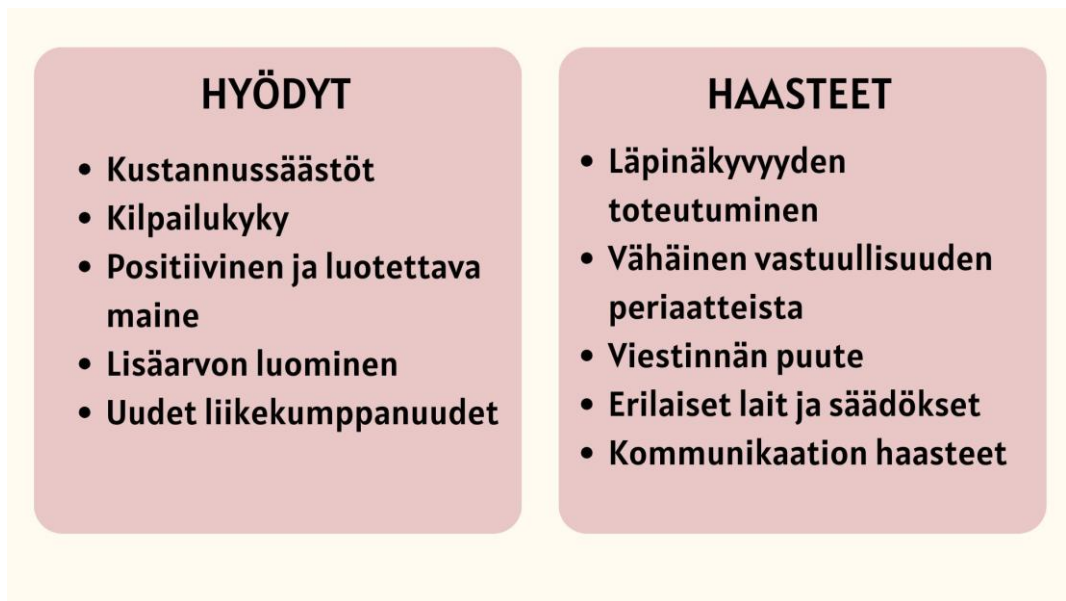 HYÖDYT
• Kustannussäästöt
• Kilpailukyky
• Positiivinen ja luotettava
maine
• Lisäarvon luominen
• Uudet liikekumppanuudet
HAASTEET
• Läpinäkyvyyden
toteutuminen
• Vähäinen vastuullisuuden
periaatteista
• Viestinnän puute
• Erilaiset lait ja säädökset
• Kommunikaation haasteet